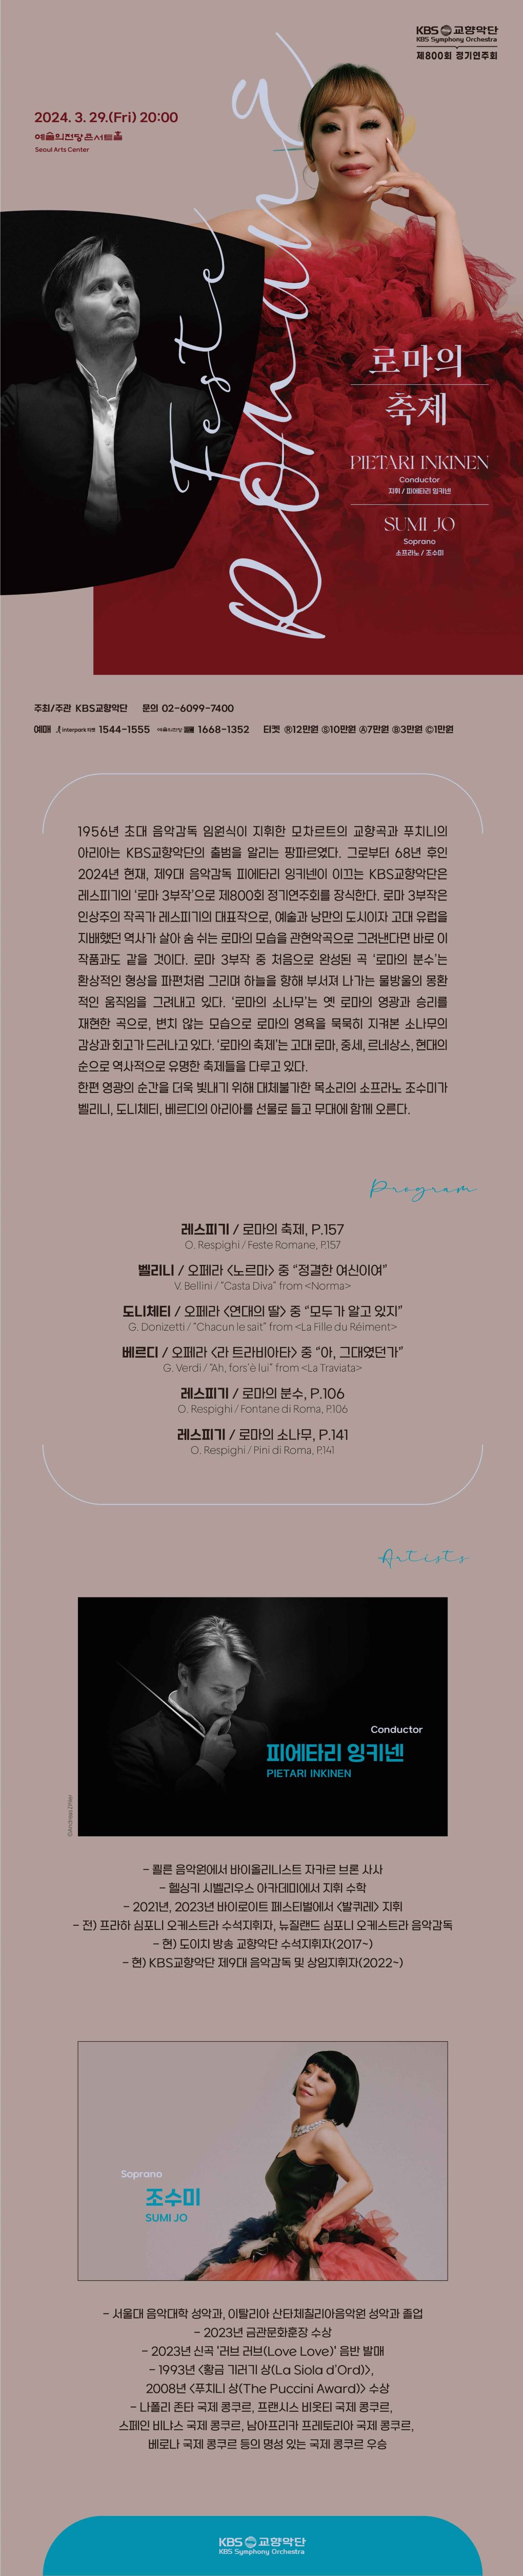 KBS 교향악단
KBS Symphony Orchestra
제800회 정기연주회
2024. 3. 29.(Fri) 20:00
예술의전당 콘서트홀
Seoul Arts Center
Feste
Romane
로마의
축제
PIETARI INKINEN
Conductor
지휘 / 피에타리 잉키넨
SUMI JO
Soprano
소프라노 / 조수미
주최/주관 KBS교향악단 문의 02-6099-7400
예매 interpark 티켓 1544-1555 예술의전당 1668-1352 티켓 Ⓡ12만원 Ⓢ10만원 Ⓐ7만원 Ⓑ3만원 Ⓒ1만원
1956년 초대 음악감독 임원식이 지휘한 모차르트의 교향곡과 푸치니의
아리아는 KBS교향악단의 출범을 알리는 팡파르였다. 그로부터 68년 후인
2024년 현재, 제9대 음악감독 피에타리 잉키넨이 이끄는 KBS교향악단은
레스피기의 ‘로마 3부작’으로 제800회 정기연주회를 장식한다. 로마 3부작은
인상주의 작곡가 레스피기의 대표작으로, 예술과 낭만의 도시이자 고대 유럽을
지배했던 역사가 살아 숨 쉬는 로마의 모습을 관현악곡으로 그려낸다면 바로 이
작품과도 같을 것이다. 로마 3부작 중 처음으로 완성된 곡 ‘로마의 분수’는
환상적인 형상을 파편처럼 그리며 하늘을 향해 부서져 나가는 물방울의 몽환
적인 움직임을 그려내고 있다. ‘로마의 소나무’는 옛 로마의 영광과 승리를
재현한 곡으로, 변치 않는 모습으로 로마의 영욕을 묵묵히 지켜본 소나무의
감상과 회고가 드러나고 있다. ‘로마의 축제’는 고대 로마, 중세, 르네상스, 현대의
순으로 역사적으로 유명한 축제들을 다루고 있다.
한편 영광의 순간을 더욱 빛내기 위해 대체불가한 목소리의 소프라노 조수미가
벨리니, 도니체티, 베르디의 아리아를 선물로 들고 무대에 함께 오른다.
Program
레스피기 / 로마의 축제, P.157
O. Respighi / Feste Romane, P.157
벨리니 / 오페라 <노르마> 중 “정결한 여신이여”
V. Bellini / “Casta Diva” from <Norma>
도니체티 / 오페라 <연대의 딸> 중 “모두가 알고 있지”
G. Donizetti / “Chacun le sait” from <La Fille du Réiment>
베르디 / 오페라 <라 트라비아타> 중 “아, 그대였던가”
G. Verdi / “Ah, fors’è lui” from <La Traviata>
레스피기 / 로마의 분수, P.106
O. Respighi / Fontane di Roma, P.106
레스피기 / 로마의 소나무, P.141
O. Respighi / Pini di Roma, P.141
Artists
Conductor
피에타리 잉키넨
PIETARI INKINEN
- 쾰른 음악원에서 바이올리니스트 자카르 브론 사사
- 헬싱키 시벨리우스 아카데미에서 지휘 수학
- 2021년, 2023년 바이로이트 페스티벌에서 <발퀴레> 지휘
- 전) 프라하 심포니 오케스트라 수석지휘자, 뉴질랜드 심포니 오케스트라 음악감독
- 현) 도이치 방송 교향악단 수석지휘자(2017~)
- 현) KBS교향악단 제9대 음악감독 및 상임지휘자(2022~)
Soprano
조수미
SUMI JO
- 서울대 음악대학 성악과, 이탈리아 산타체칠리아음악원 성악과 졸업
- 2023년 금관문화훈장 수상
- 2023년 신곡 ‘러브 러브(Love Love)’ 음반 발매
- 1993년 <황금 기러기 상(La Siola d’Ord)>,
2008년 <푸치니 상(The Puccini Award)> 수상
- 나폴리 존타 국제 콩쿠르, 프랜시스 비옷티 국제 콩쿠르,
스페인 비냐스 국제 콩쿠르, 남아프리카 프레토리아 국제 콩쿠르,
베로나 국제 콩쿠르 등의 명성 있는 국제 콩쿠르 우승
KBS 교향악단
KBS Symphony Orchestra